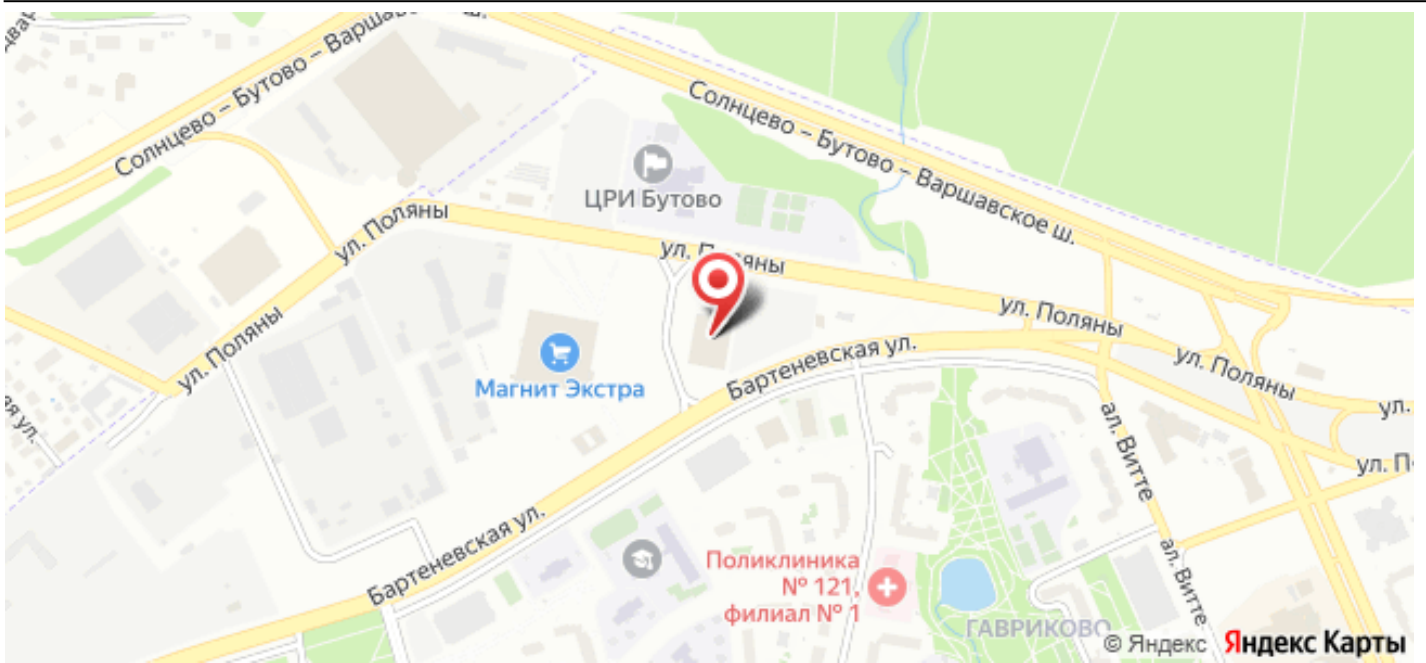 Солнцево – Бутово – Варшавское ш.
Солнцево – Бутово – Варшавское ш.
ЦРИ Бутово
ул. Поляны
ул. Поляны
ул. Поляны
ул. Поляны
ул. Поляны
ул.
ул. П
Магнит Экстра
Бартеневская ул.
Бартеневская ул.
ал. Витте
ал. Витте
ул.
Поликлиника
№ 121,
филиал № 1
ГАВРИКОВО
© Яндекс Яндекс Карты